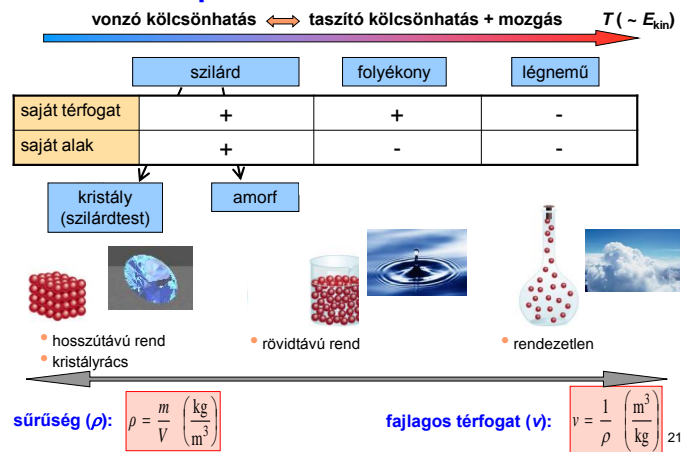 vonzó kölcsönhatás ⇔ taszító kölcsönhatás + mozgás T ( ~ Ekin)
szilárd folyékony légnemű
saját térfogat + + -
saját alak + - -
kristály (szilárdtest) amorf
• hosszútávú rend
• kristályrács
• rövidtávú rend
• rendezetlen
sűrűség (ρ): ρ = m/V (kg/m³)
fajlagos térfogat (v): v = 1/ρ (m³/kg)
21